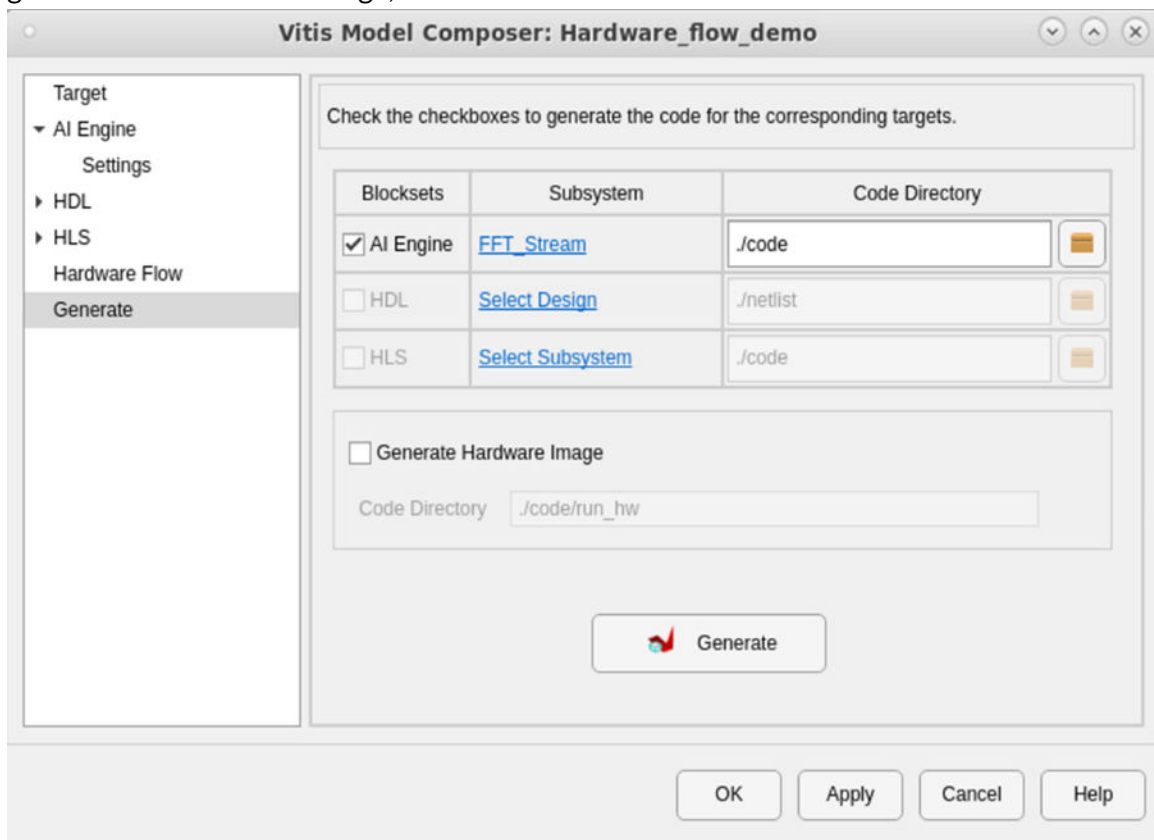 Vitis Model Composer: Hardware_flow_demo
Target
AI Engine
Settings
HDL
HLS
Hardware Flow
Generate
Check the checkboxes to generate the code for the corresponding targets.
Blocksets Subsystem Code Directory
AI Engine FFT_Stream ./code
HDL Select Design ./netlist
HLS Select Subsystem ./code
Generate Hardware Image
Code Directory ./code/run_hw
Generate
OK Apply Cancel Help